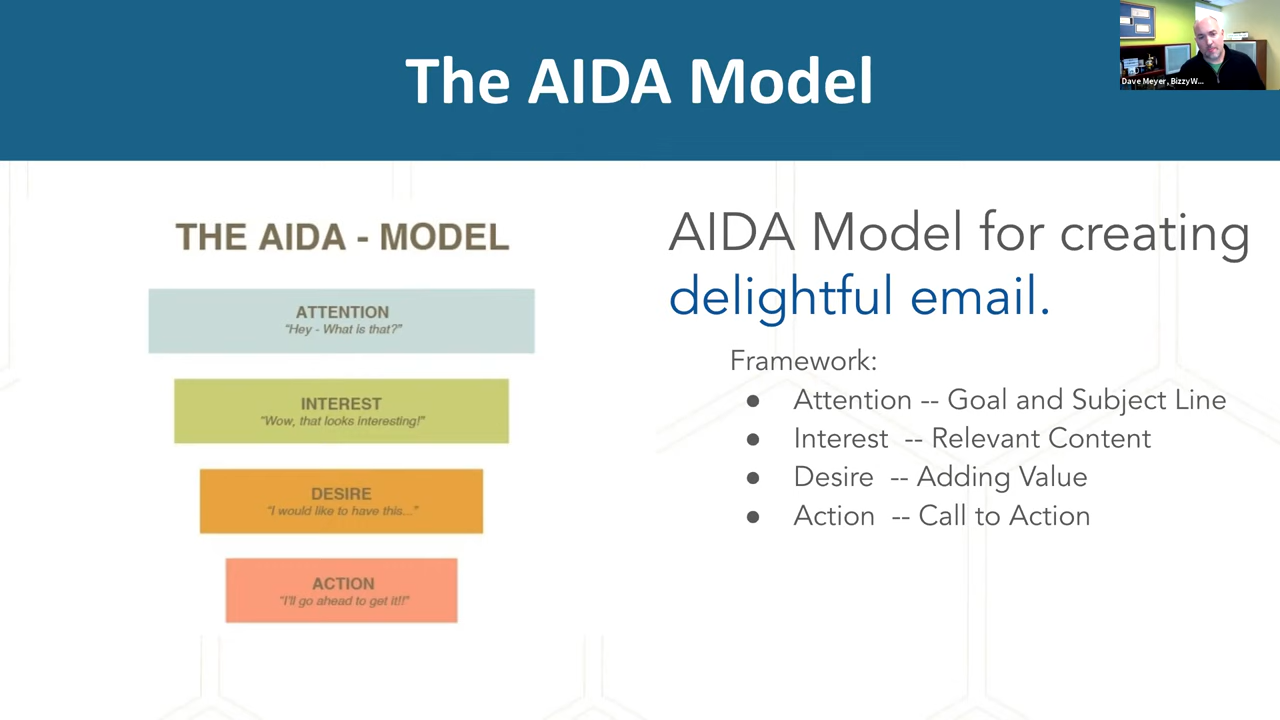 The AIDA Model
Dave Meyer, BizzyW...
THE AIDA - MODEL
ATTENTION
"Hey - What is that?"
INTEREST
"Wow, that looks interesting!"
DESIRE
"I would like to have this..."
ACTION
"I'll go ahead to get it!!"
AIDA Model for creating
delightful email.
Framework:
● Attention -- Goal and Subject Line
● Interest -- Relevant Content
● Desire -- Adding Value
● Action -- Call to Action